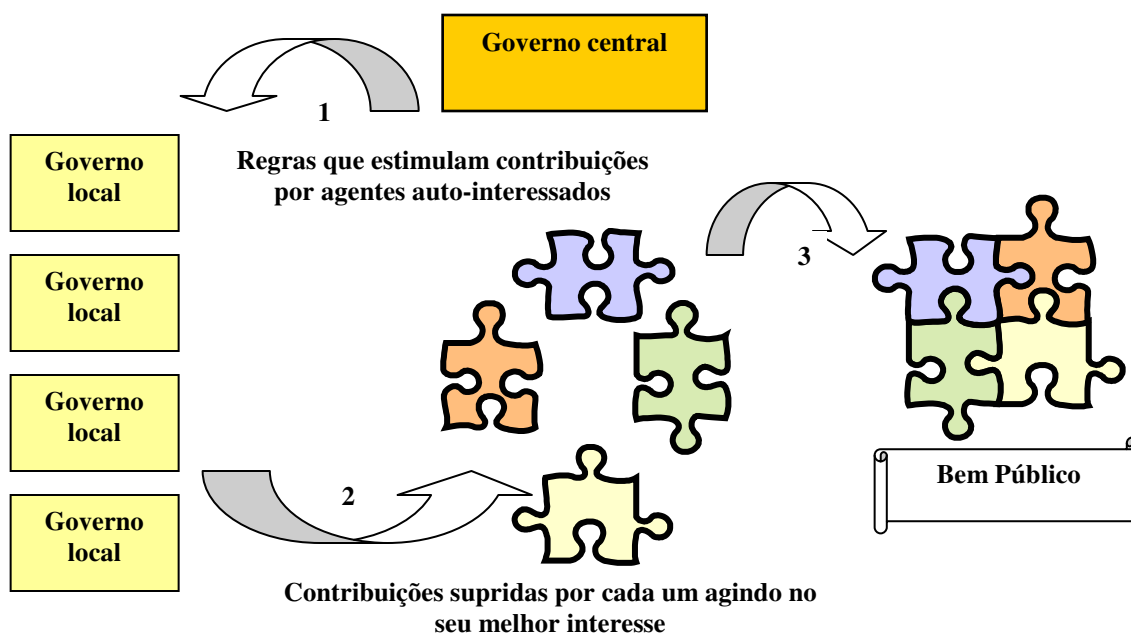 Governo central
1
Regras que estimulam contribuições
por agentes auto-interessados
Governo
local
Governo
local
Governo
local
Governo
local
2
3
Bem Público
Contribuições supridas por cada um agindo no
seu melhor interesse